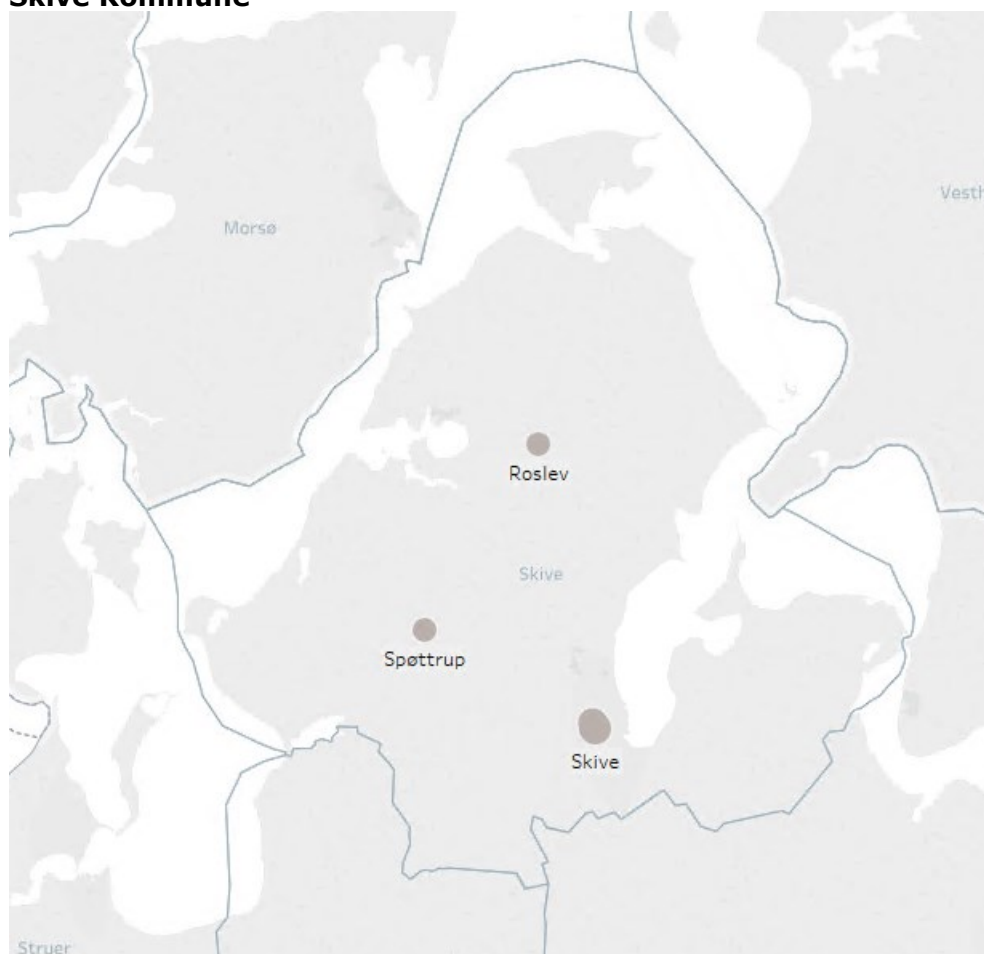 Skive Kommune
Vesth
Morsø
Roslev
Skive
Spøttrup
Skive
Struer